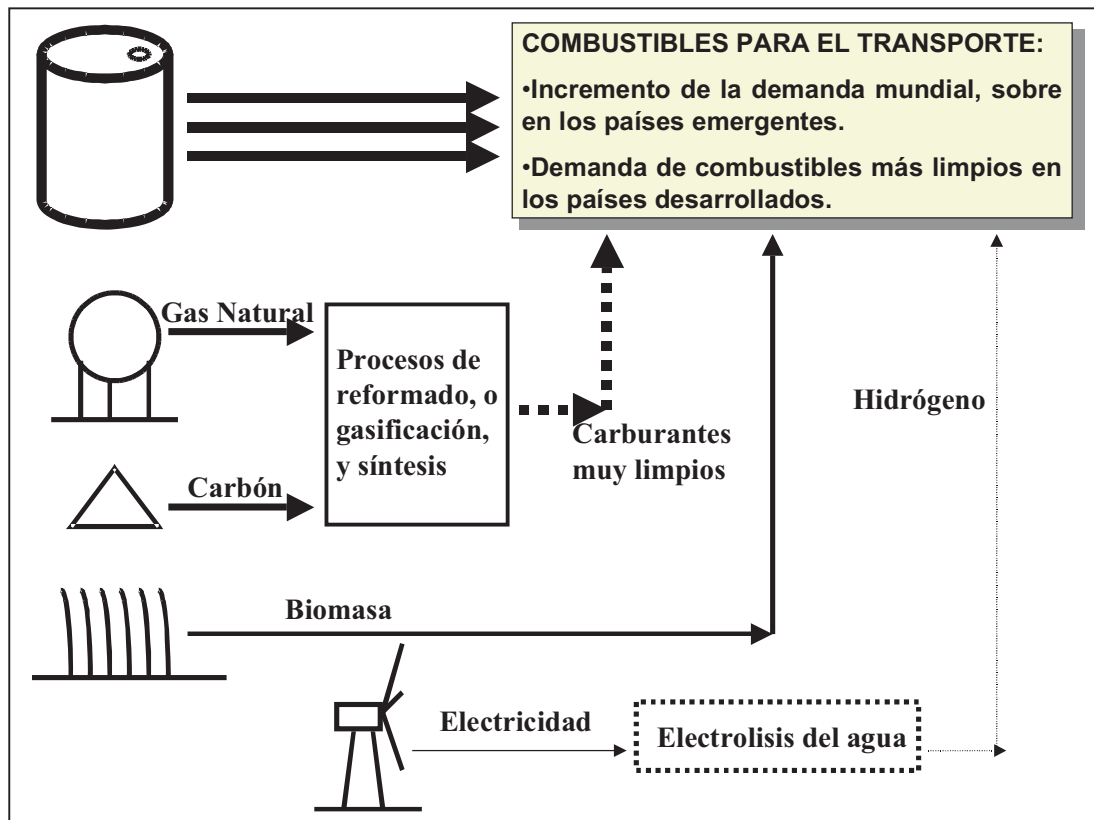 COMBUSTIBLES PARA EL TRANSPORTE:
•Incremento de la demanda mundial, sobre
en los países emergentes.
•Demanda de combustibles más limpios en
los países desarrollados.
Gas Natural
Procesos de
reformado, o
gasificación,
y síntesis
Carburantes
muy limpios
Hidrógeno
Carbón
Biomasa
Electricidad
Electrolisis del agua